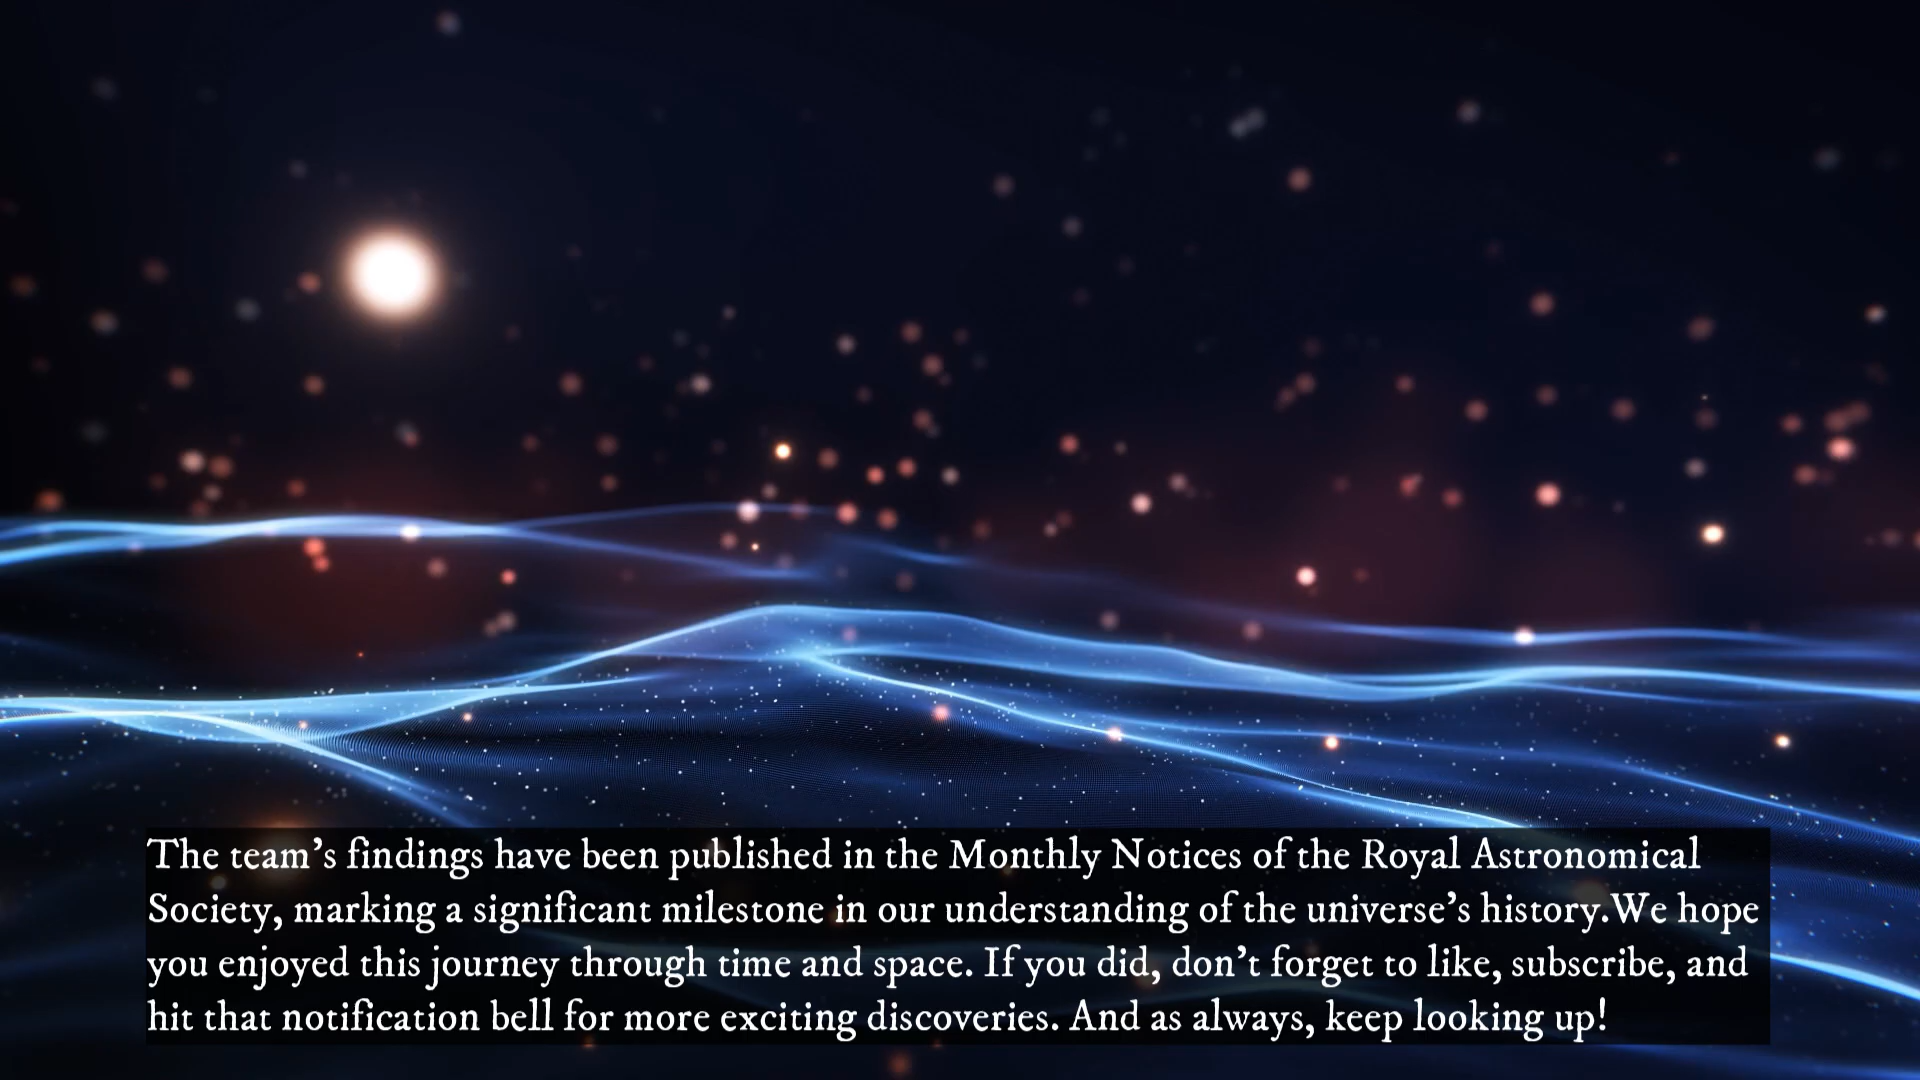 The team's findings have been published in the Monthly Notices of the Royal Astronomical
Society, marking a significant milestone in our understanding of the universe's history.We hope
you enjoyed this journey through time and space. If you did, don't forget to like, subscribe, and
hit that notification bell for more exciting discoveries. And as always, keep looking up!